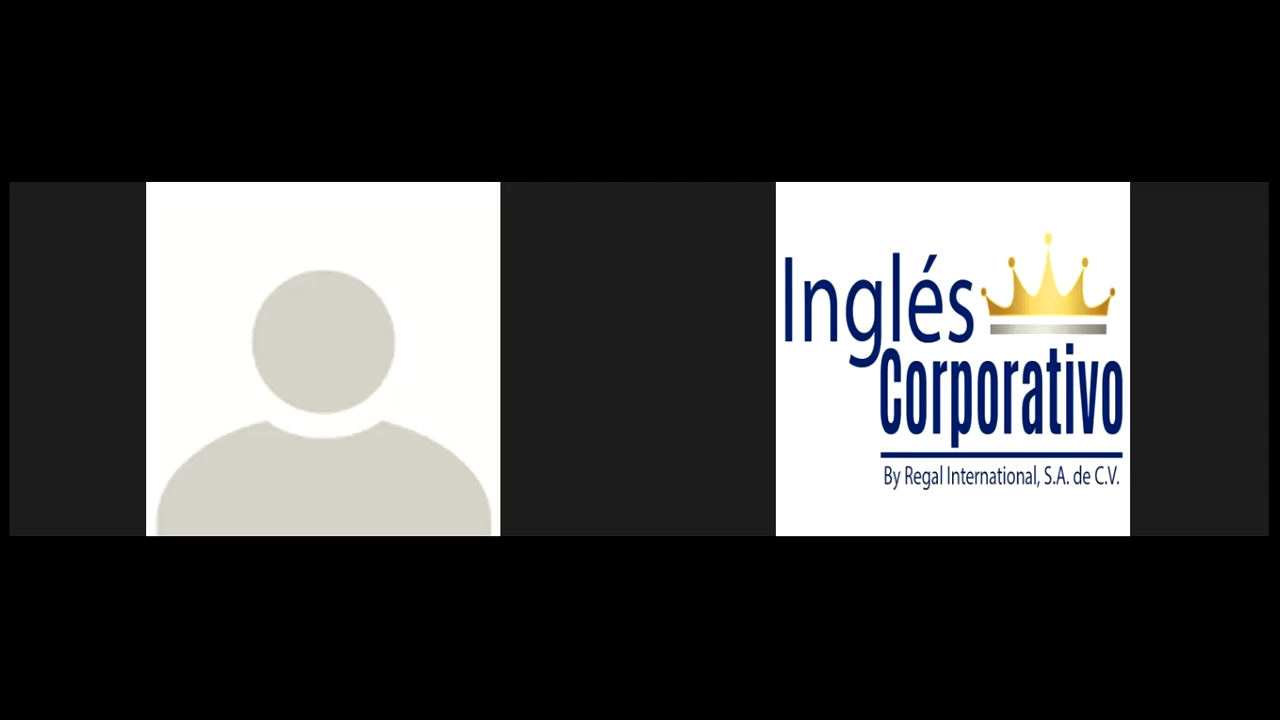 Inglés
Corporativo
By Regal International, S.A. de C.V.